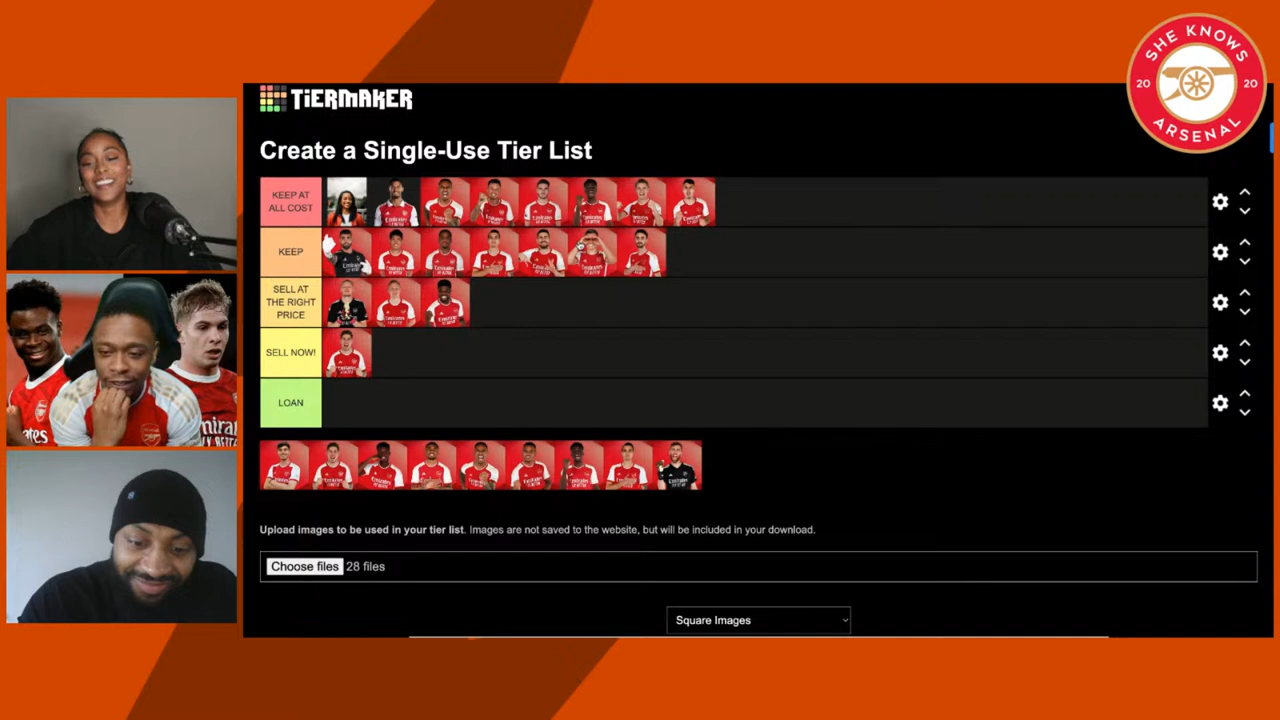 SHE KNOWS
20 20
ARSENAL
TiERMAKER
Create a Single-Use Tier List
KEEP AT
ALL COST
KEEP
SELL AT
THE RIGHT
PRICE
SELL NOW!
LOAN
Upload images to be used in your tier list. Images are not saved to the website, but will be included in your download.
Choose files 28 files
Square Images